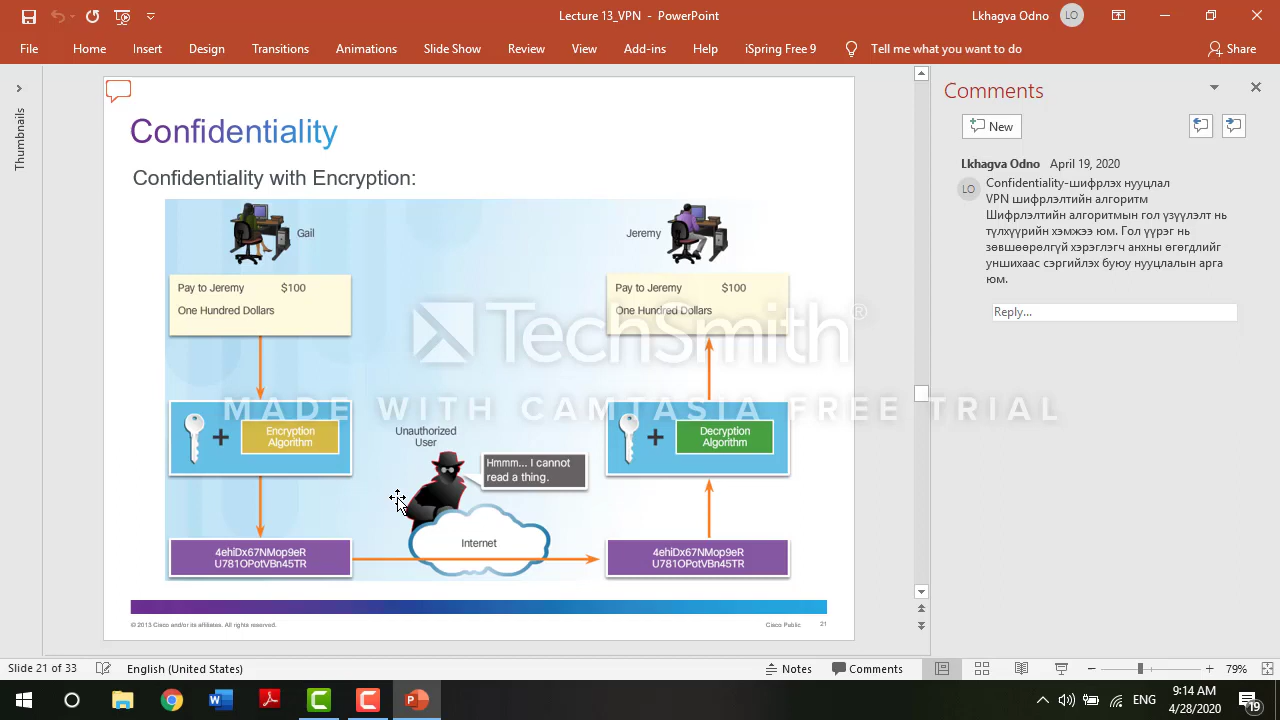 Lecture 13_VPN - PowerPoint
Lkhagva Odno LO
File Home Insert Design Transitions Animations Slide Show Review View Add-ins Help iSpring Free 9 Tell me what you want to do Share
Thumbnails
Confidentiality
Confidentiality with Encryption:
Gail
Jeremy
Pay to Jeremy $100
One Hundred Dollars
Pay to Jeremy $100
One Hundred Dollars
TechSmith®
MADE WITH CAMTASIA FREE TRIAL
+ Encryption
Algorithm
Unauthorized
User
Hmmm... I cannot
read a thing.
+ Decryption
Algorithm
4ehiDx67NMop9eR
U781OPotVBn45TR
Internet
4ehiDx67NMop9eR
U781OPotVBn45TR
© 2013 Cisco and/or its affiliates. All rights reserved.
Cisco Public 21
Comments
New
Lkhagva Odno April 19, 2020
LO
Confidentiality-шифрлэх нууцлал
VPN шифрлэлтийн алгоритм
Шифрлэлтийн алгоритмын гол үзүүлэлт нь
түлхүүрийн хэмжээ юм. Гол үүрэг нь
зөвшөөрөлгүй хэрэглэгч анхны өгөгдлийг
уншихаас сэргийлэх буюу нууцлалын арга
юм.
Reply...
Slide 21 of 33 English (United States) Notes Comments 79%
ENG
9:14 AM
4/28/2020
19